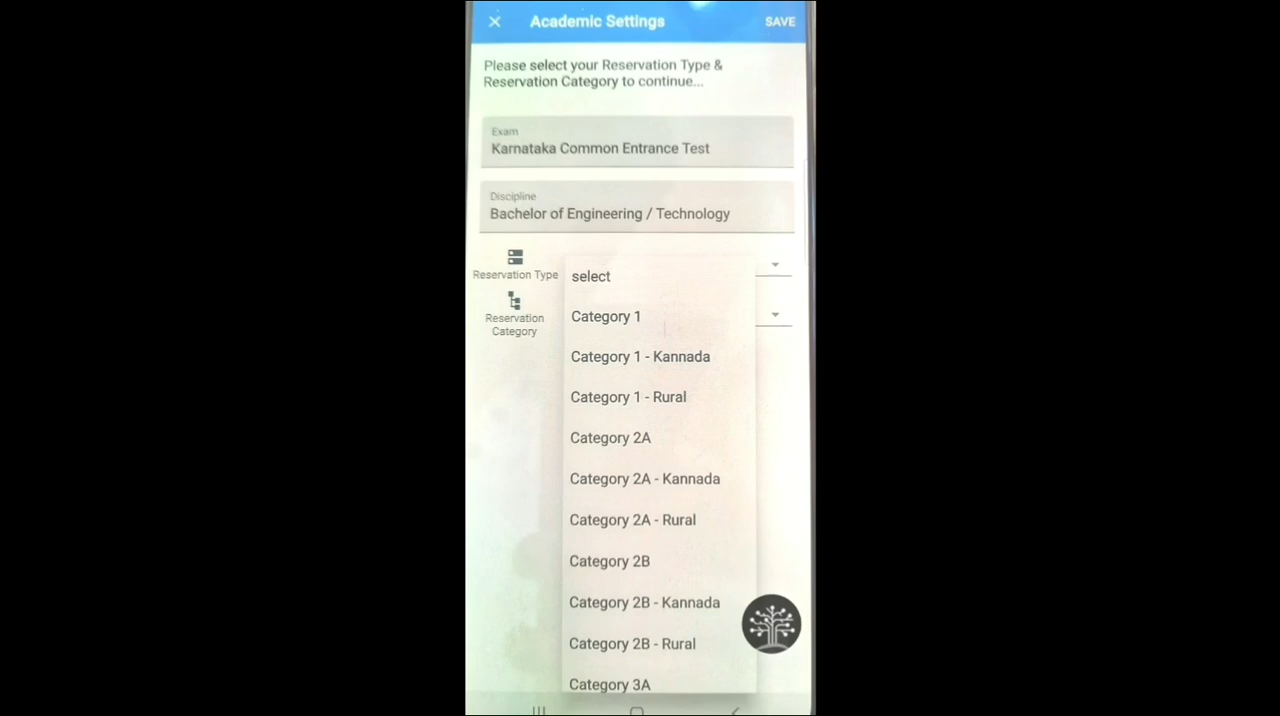 Academic Settings
SAVE
Please select your Reservation Type &
Reservation Category to continue...
Exam
Karnataka Common Entrance Test
Discipline
Bachelor of Engineering / Technology
Reservation Type
Reservation
Category
select
Category 1
Category 1 - Kannada
Category 1 - Rural
Category 2A
Category 2A - Kannada
Category 2A - Rural
Category 2B
Category 2B - Kannada
Category 2B - Rural
Category 3A